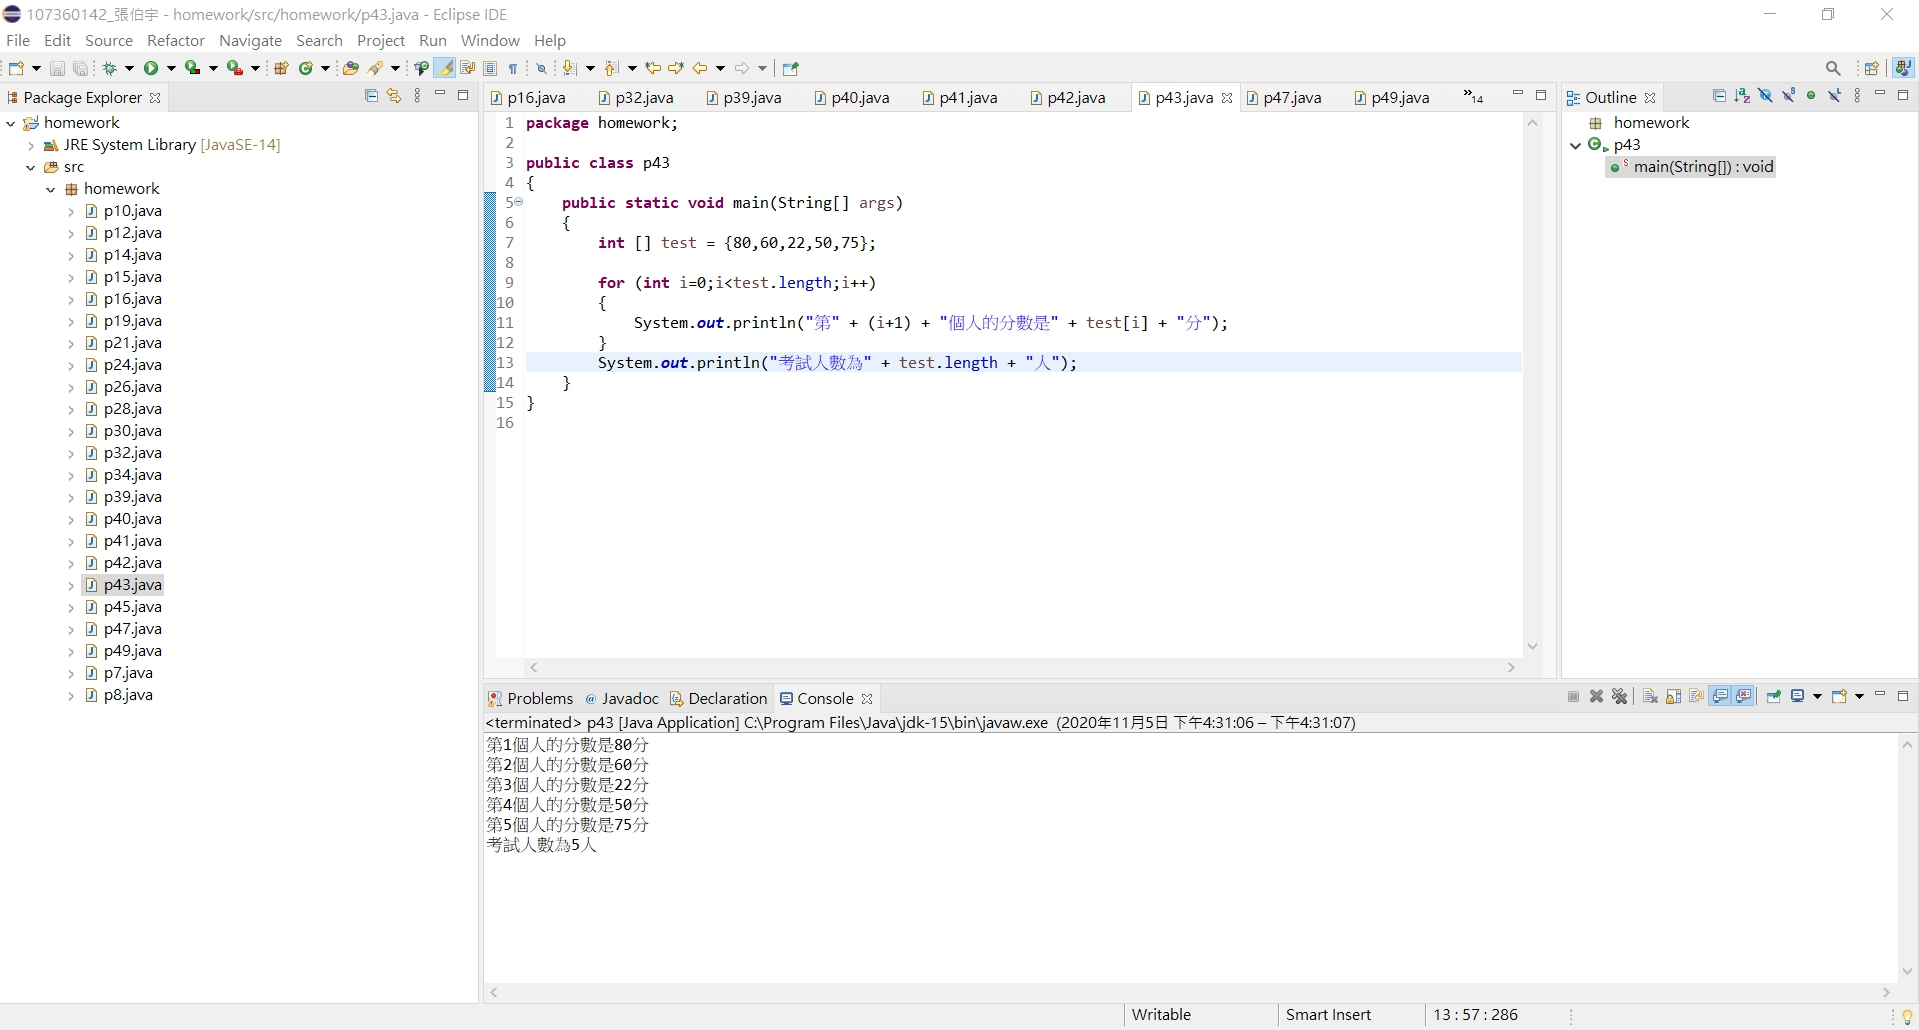 107360142_張伯宇 - homework/src/homework/p43.java - Eclipse IDE
File Edit Source Refactor Navigate Search Project Run Window Help
Package Explorer
homework
JRE System Library [JavaSE-14]
src
homework
p10.java
p12.java
p14.java
p15.java
p16.java
p19.java
p21.java
p24.java
p26.java
p28.java
p30.java
p32.java
p34.java
p39.java
p40.java
p41.java
p42.java
p43.java
p45.java
p47.java
p49.java
p7.java
p8.java
p16.java p32.java p39.java p40.java p41.java p42.java p43.java p47.java p49.java »14
1 package homework;
2
3 public class p43
4 {
5 public static void main(String[] args)
6 {
7 int [] test = {80,60,22,50,75};
8
9 for (int i=0;i<test.length;i++)
10 {
11 System.out.println("第" + (i+1) + "個人的分數是" + test[i] + "分");
12 }
13 System.out.println("考試人數為" + test.length + "人");
14 }
15 }
16
Outline
homework
p43
main(String[]) : void
Problems Javadoc Declaration Console
<terminated> p43 [Java Application] C:\Program Files\Java\jdk-15\bin\javaw.exe (2020年11月5日 下午4:31:06 – 下午4:31:07)
第1個人的分數是80分
第2個人的分數是60分
第3個人的分數是22分
第4個人的分數是50分
第5個人的分數是75分
考試人數為5人
Writable Smart Insert 13 : 57 : 286